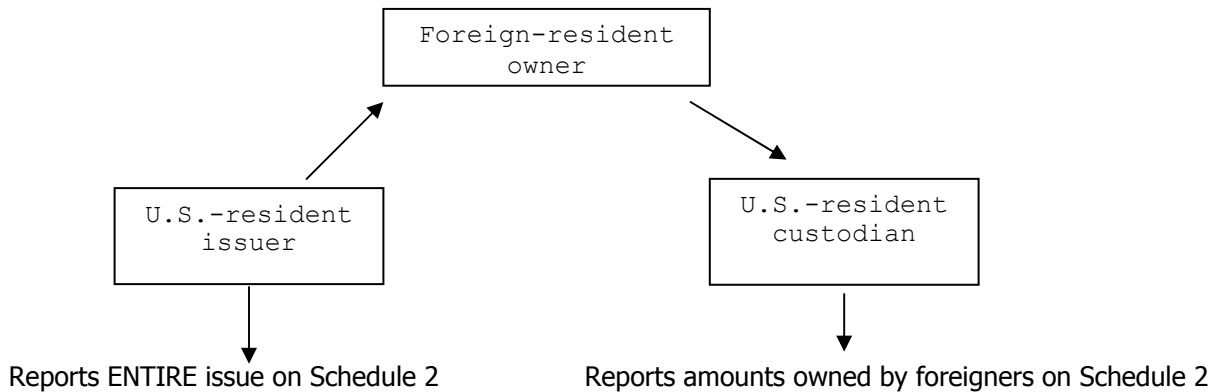 Foreign-resident
owner
U.S.-resident
issuer
U.S.-resident
custodian
Reports ENTIRE issue on Schedule 2
Reports amounts owned by foreigners on Schedule 2